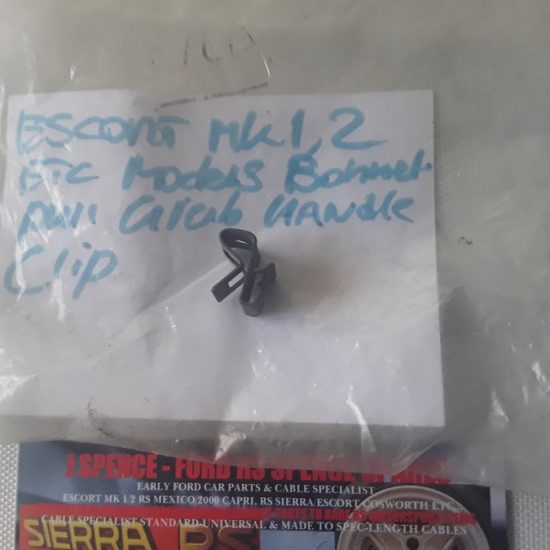 ESCORT MK1,2
ETC Models Bonnet
pull Grab HANDLE
Clip
J SPENCE - FORD RS
EARLY FORD CAR PARTS & CABLE SPECIALIST
ESCORT MK 1/2 RS MEXICO 2000 CAPRI, RS SIERRA ESCORT COSWORTH ETC
CABLE SPECIALIST STANDARD-UNIVERSAL & MADE TO SPEC-LENGTH CABLES
SIERRA RS